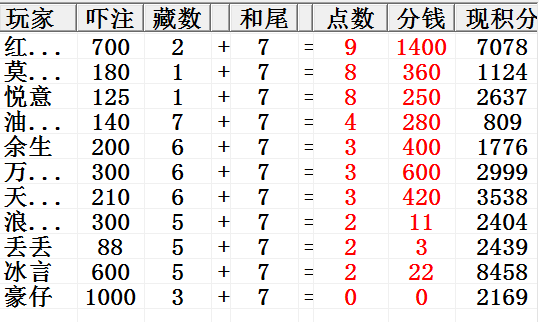 玩家 吓注 藏数 和尾 点数 分钱 现积分
红... 700 2 + 7 = 9 1400 7078
莫... 180 1 + 7 = 8 360 1124
悦意 125 1 + 7 = 8 250 2637
油... 140 7 + 7 = 4 280 809
余生 200 6 + 7 = 3 400 1776
万... 300 6 + 7 = 3 600 2999
天... 210 6 + 7 = 3 420 3538
浪... 300 5 + 7 = 2 11 2404
丢丢 88 5 + 7 = 2 3 2439
冰言 600 5 + 7 = 2 22 8458
豪仔 1000 3 + 7 = 0 0 2169